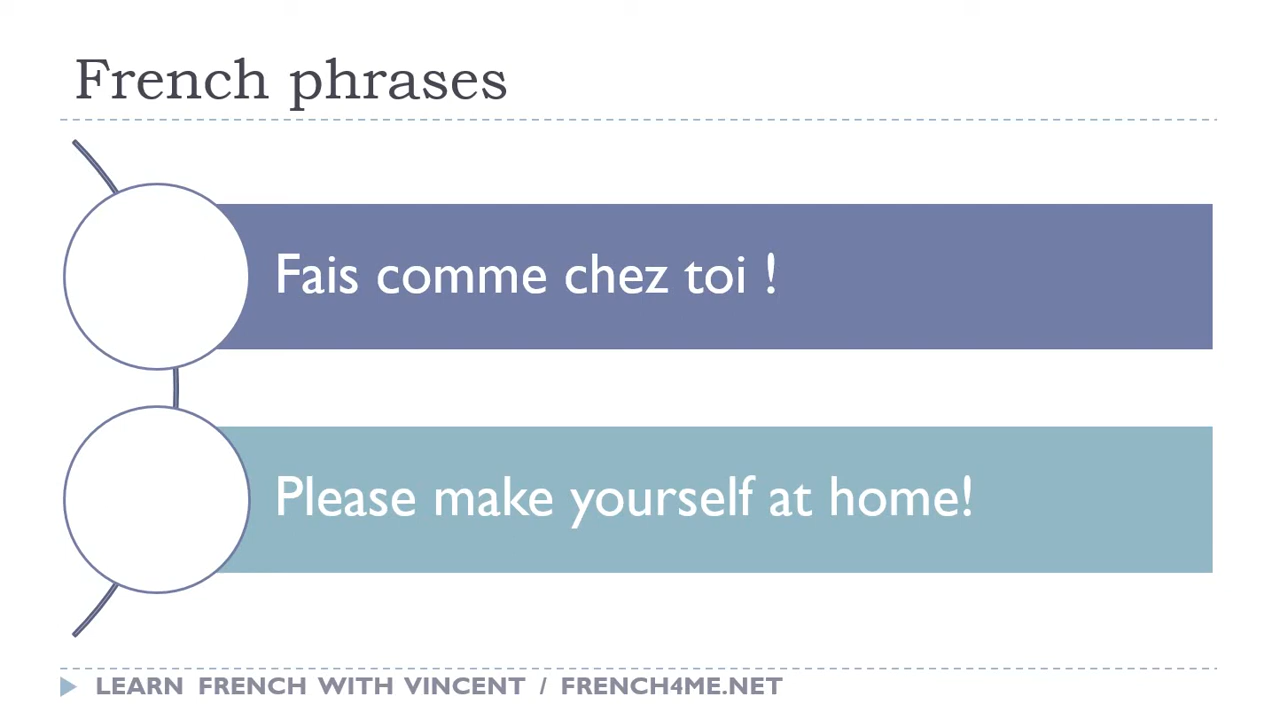 French phrases
Fais comme chez toi !
Please make yourself at home!
LEARN FRENCH WITH VINCENT / FRENCH4ME.NET